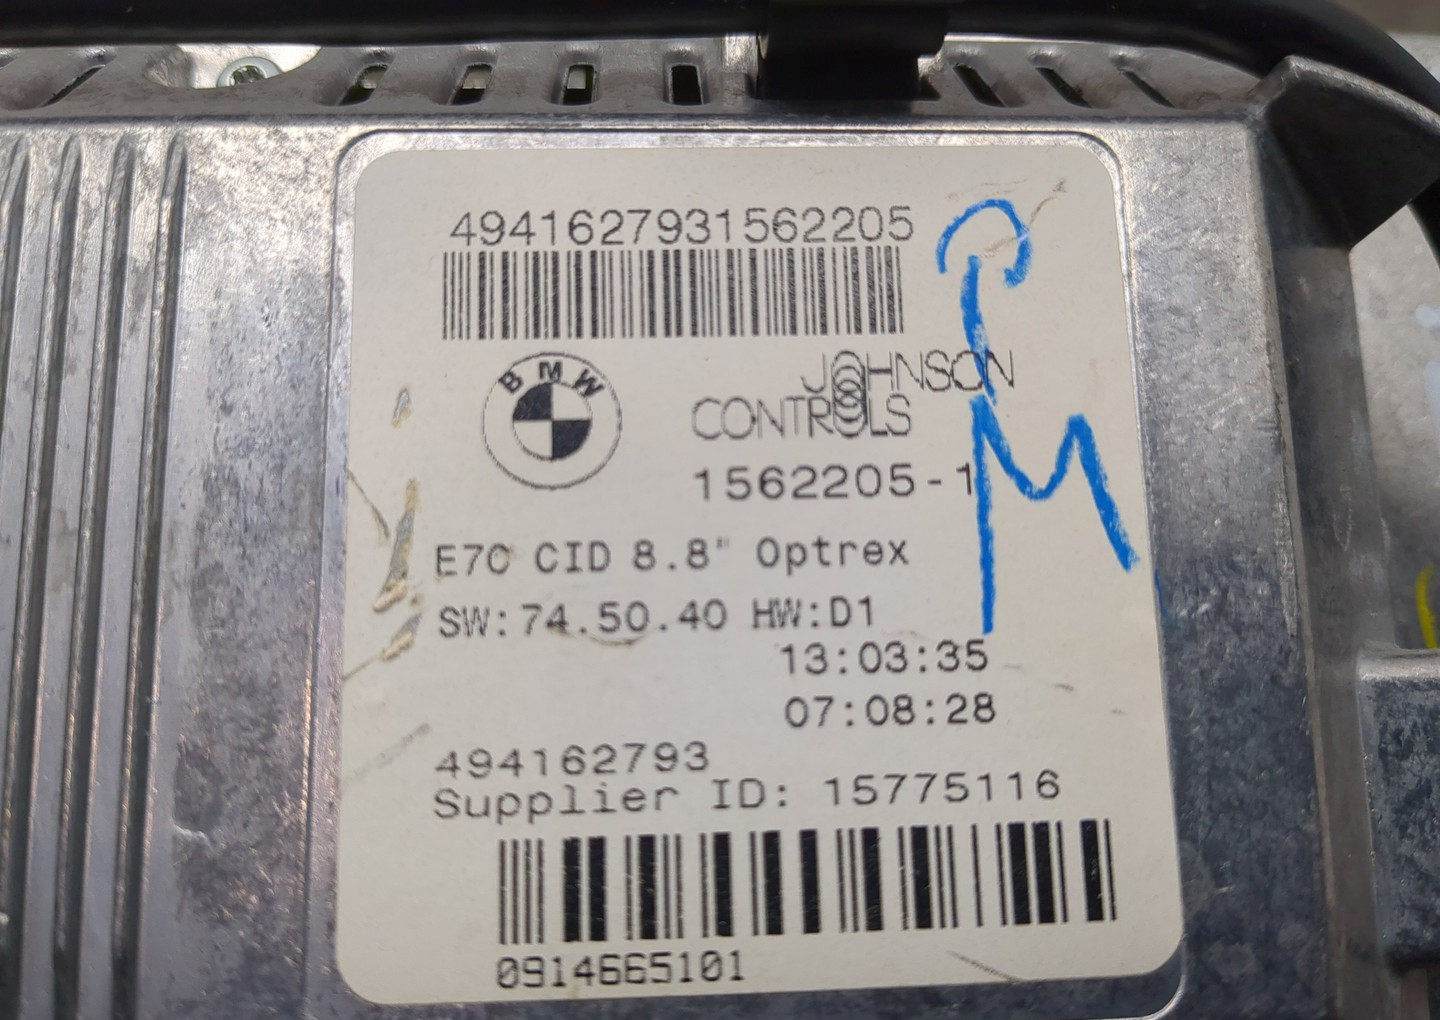 4941627931562205
BMW
JOHNSON
CONTROLS
1562205-1
E70 CID 8.8" Optrex
SW:74.50.40 HW:D1
13:03:35
07:08:28
494162793
Supplier ID: 15775116
0914665101
PM